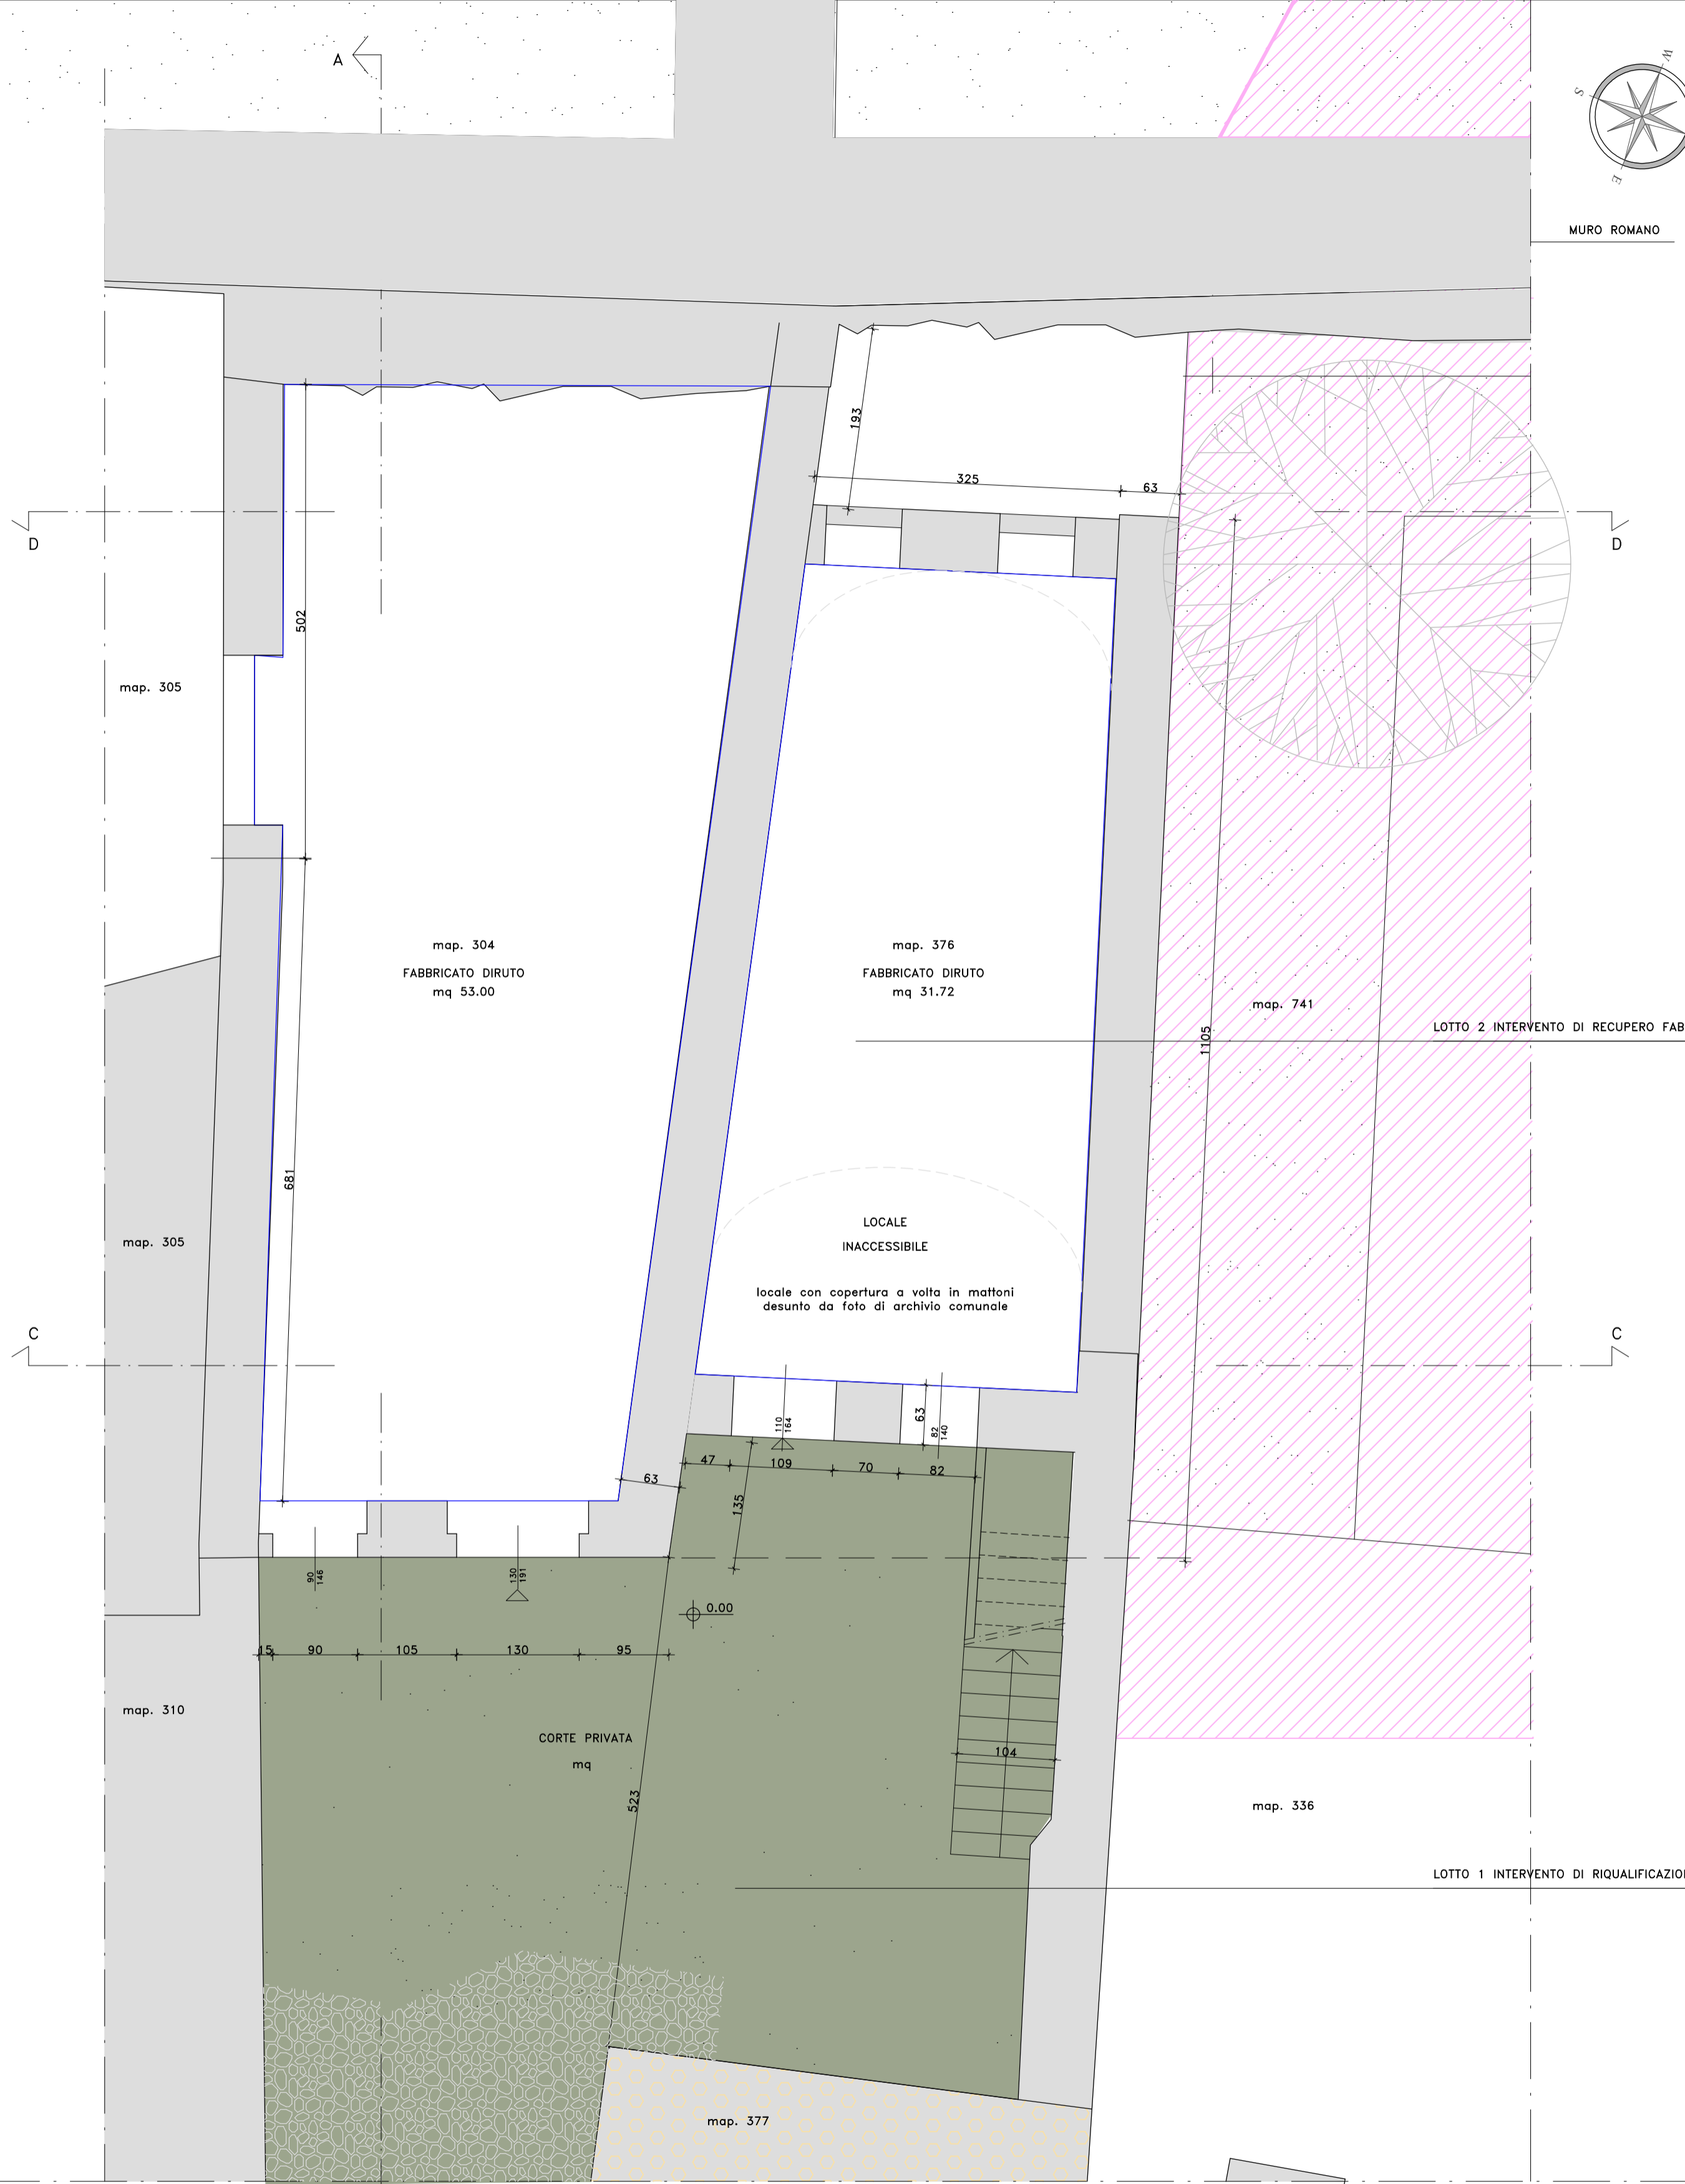 A
W
S
E
MURO ROMANO
193
325
63
D
D
502
map. 305
map. 304
FABBRICATO DIRUTO
mq 53.00
map. 376
FABBRICATO DIRUTO
mq 31.72
map. 741
LOTTO 2 INTERVENTO DI RECUPERO FAB
1105
681
map. 305
LOCALE
INACCESSIBILE
locale con copertura a volta in mattoni
desunto da foto di archivio comunale
C
C
110
164
63
82
140
47
109
70
82
63
135
90
146
130
191
0.00
15
90
105
130
95
map. 310
CORTE PRIVATA
mq
104
523
map. 336
LOTTO 1 INTERVENTO DI RIQUALIFICAZIO
map. 377